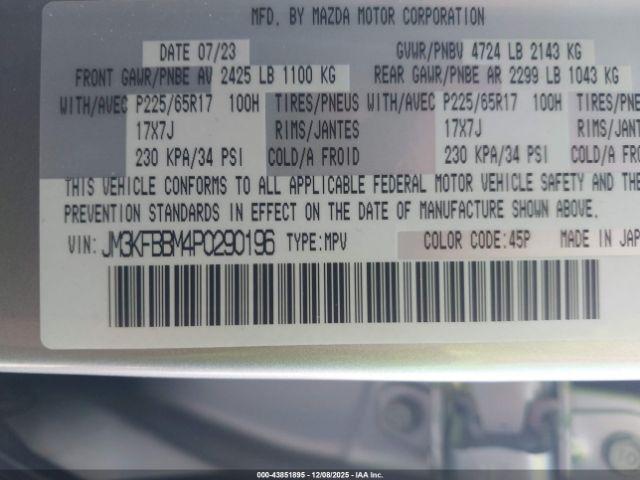 MFD. BY MAZDA MOTOR CORPORATION
DATE 07/23 GVWR/PNBV 4724 LB 2143 KG
FRONT GAWR/PNBE AV 2425 LB 1100 KG REAR GAWR/PNBE AR 2299 LB 1043 KG
WITH/AVEC P225/65R17 100H TIRES/PNEUS WITH/AVEC P225/65R17 100H
17X7J RIMS/JANTES 17X7J
230 KPA/34 PSI COLD/A FROID 230 KPA/34 PSI
THIS VEHICLE CONFORMS TO ALL APPLICABLE FEDERAL MOTOR VEHICLE SAFETY AND THE
PREVENTION STANDARDS IN EFFECT ON THE DATE OF MANUFACTURE SHOWN ABOVE.
VIN: JM3KFBBM4P0290196 TYPE:MPV COLOR CODE:45P MADE IN JAP
000-43851895 - 12/08/2025 - IAA Inc.